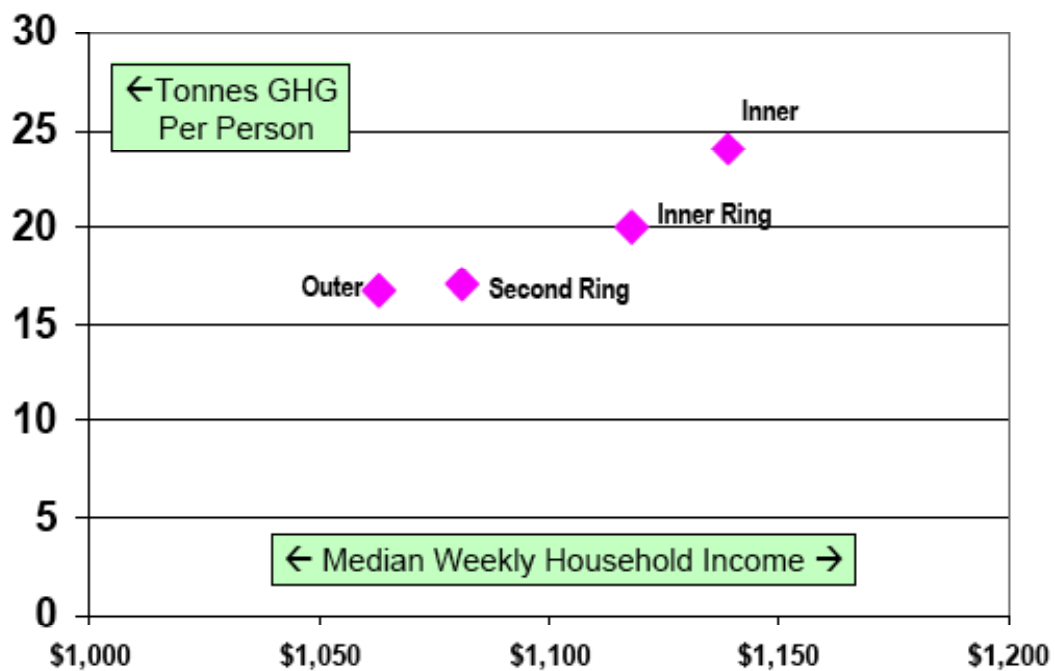 30
←Tonnes GHG
Per Person
25
Inner
20
Inner Ring
Outer
Second Ring
15
10
5
← Median Weekly Household Income →
0
$1,000 $1,050 $1,100 $1,150 $1,200